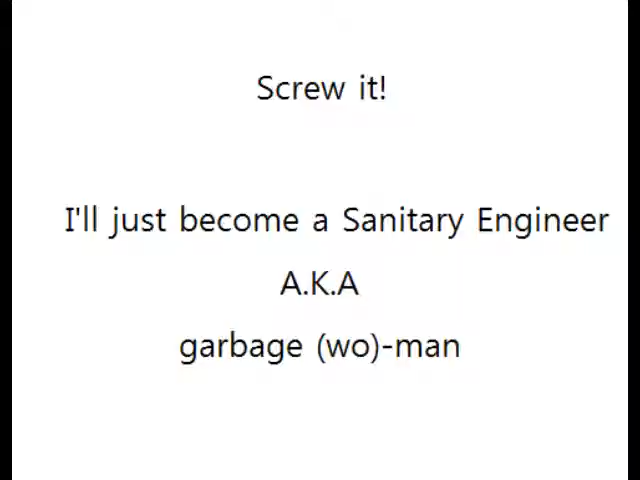 Screw it!
I'll just become a Sanitary Engineer
A.K.A
garbage (wo)-man